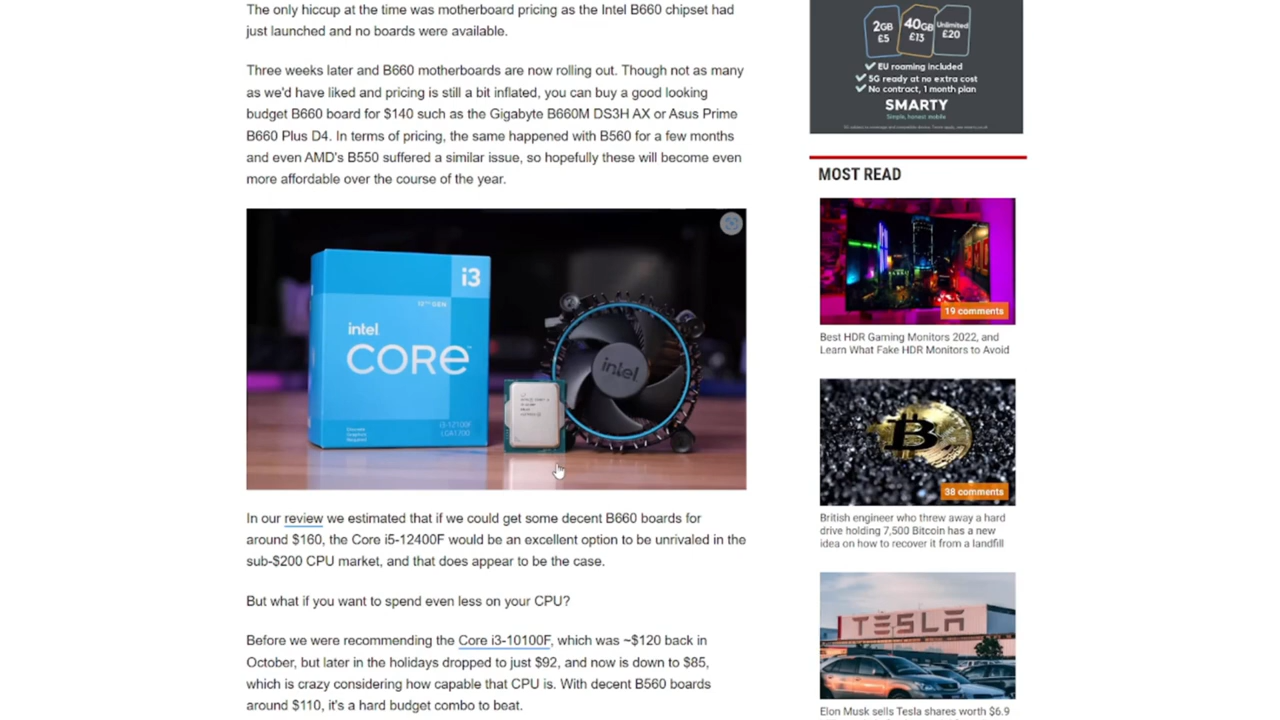 The only hiccup at the time was motherboard pricing as the Intel B660 chipset had
just launched and no boards were available.
Three weeks later and B660 motherboards are now rolling out. Though not as many
as we'd have liked and pricing is still a bit inflated, you can buy a good looking
budget B660 board for $140 such as the Gigabyte B660M DS3H AX or Asus Prime
B660 Plus D4. In terms of pricing, the same happened with B560 for a few months
and even AMD's B550 suffered a similar issue, so hopefully these will become even
more affordable over the course of the year.
i3
12TH GEN
intel
CORE
i3-12100F
LGA1700
Discrete
Graphics
Required
intel
In our review we estimated that if we could get some decent B660 boards for
around $160, the Core i5-12400F would be an excellent option to be unrivaled in the
sub-$200 CPU market, and that does appear to be the case.
But what if you want to spend even less on your CPU?
Before we were recommending the Core i3-10100F, which was ~$120 back in
October, but later in the holidays dropped to just $92, and now is down to $85,
which is crazy considering how capable that CPU is. With decent B560 boards
around $110, it's a hard budget combo to beat.
2GB
£5
40GB
£13
Unlimited
£20
EU roaming included
5G ready at no extra cost
No contract, 1 month plan
SMARTY
Simple, honest mobile
MOST READ
19 comments
Best HDR Gaming Monitors 2022, and
Learn What Fake HDR Monitors to Avoid
38 comments
British engineer who threw away a hard
drive holding 7,500 Bitcoin has a new
idea on how to recover it from a landfill
TESLA
Elon Musk sells Tesla shares worth $6.9